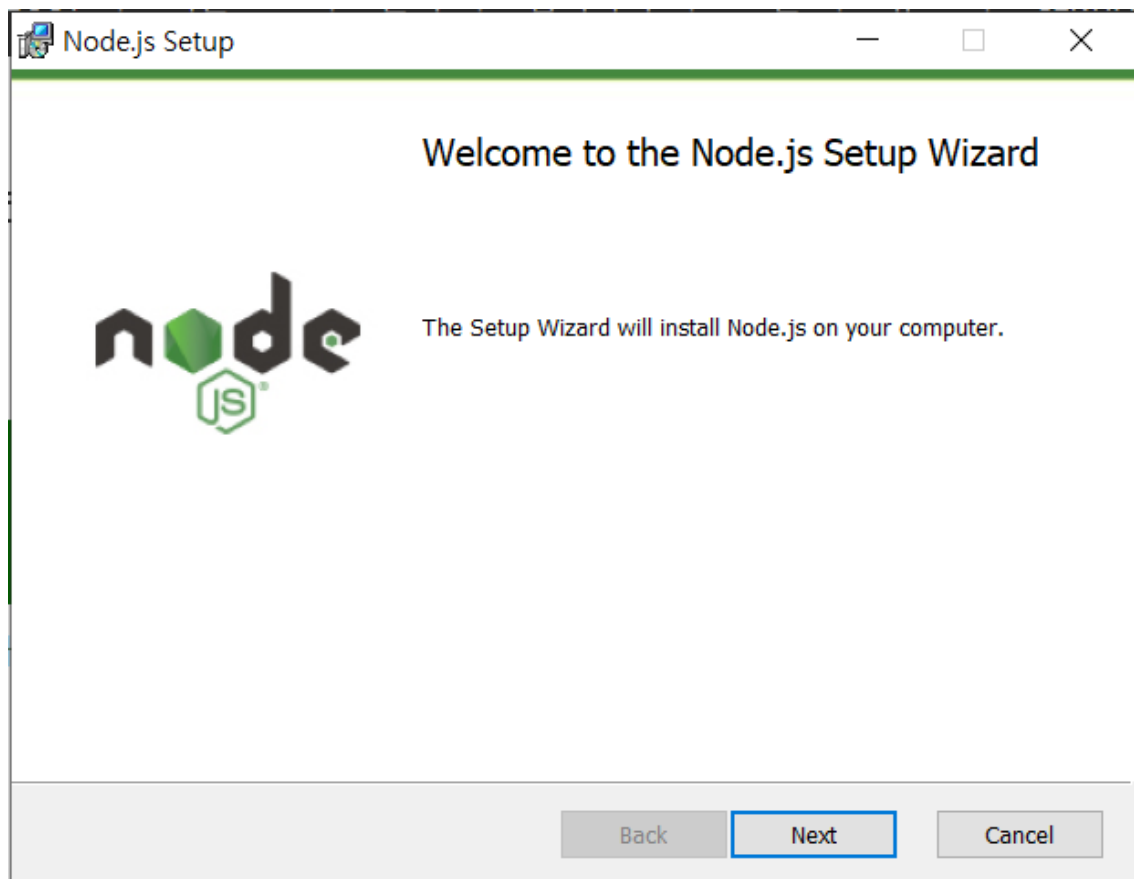 Node.js Setup
Welcome to the Node.js Setup Wizard
node
JS®
The Setup Wizard will install Node.js on your computer.
Back
Next
Cancel